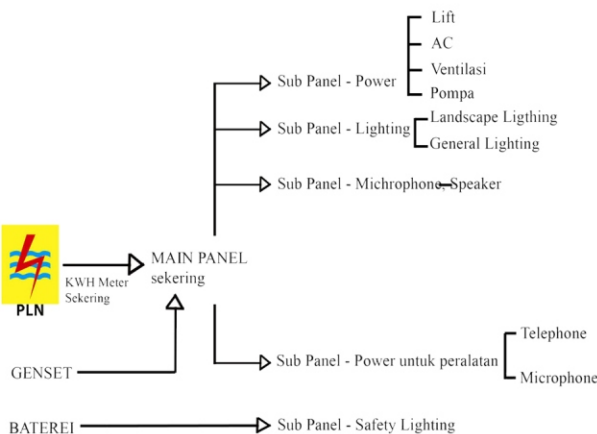 Lift
AC
Sub Panel - Power
Ventilasi
Pompa
Landscape Ligthing
Sub Panel - Lighting
General Lighting
Sub Panel - Michrophone, Speaker
MAIN PANEL
sekering
KWH Meter
Sekering
PLN
Telephone
Sub Panel - Power untuk peralatan
Microphone
GENSET
BATEREI
Sub Panel - Safety Lighting